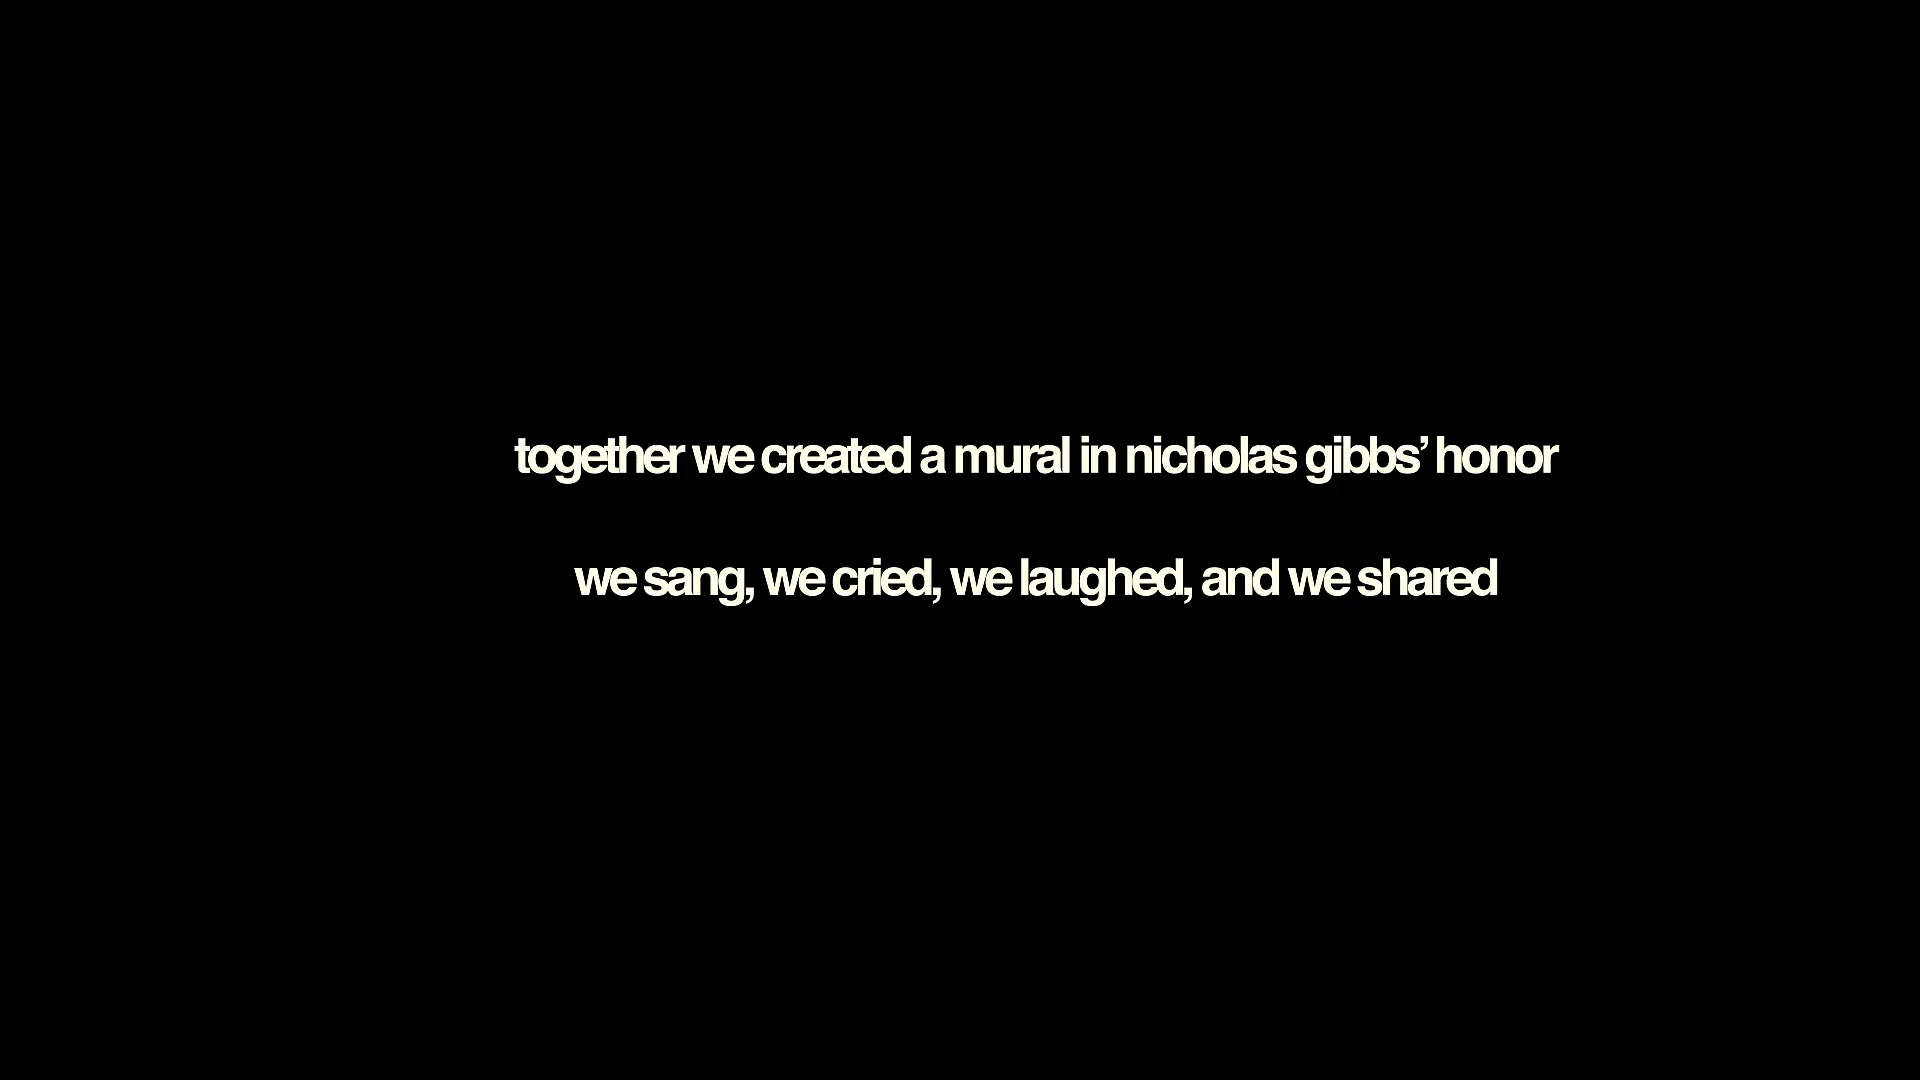 together we created a mural in nicholas gibbs’ honor
we sang, we cried, we laughed, and we shared